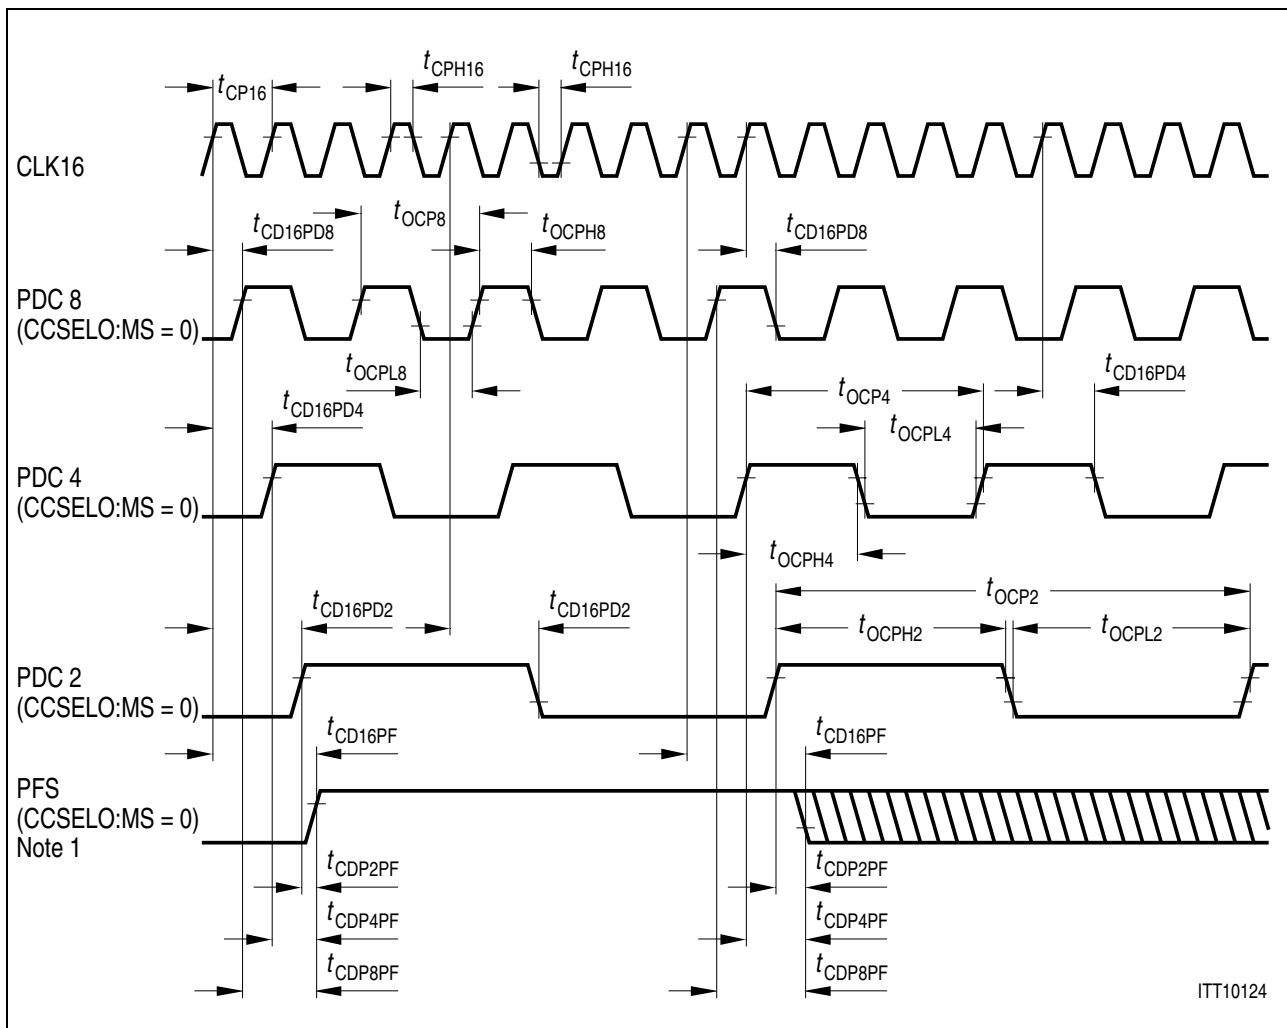 tCPH16 tCPH16
tCP16
CLK16
tOCP8
tCD16PD8 tOCPH8 tCD16PD8
PDC 8
(CCSELO:MS = 0)
tOCPL8 tCD16PD4
tOCP4
tCD16PD4 tOCPL4
PDC 4
(CCSELO:MS = 0)
tOCPH4
tOCP2
tCD16PD2 tCD16PD2
tOCPH2 tOCPL2
PDC 2
(CCSELO:MS = 0)
tCD16PF tCD16PF
PFS
(CCSELO:MS = 0)
Note 1
tCDP2PF tCDP2PF
tCDP4PF tCDP4PF
tCDP8PF tCDP8PF
ITT10124